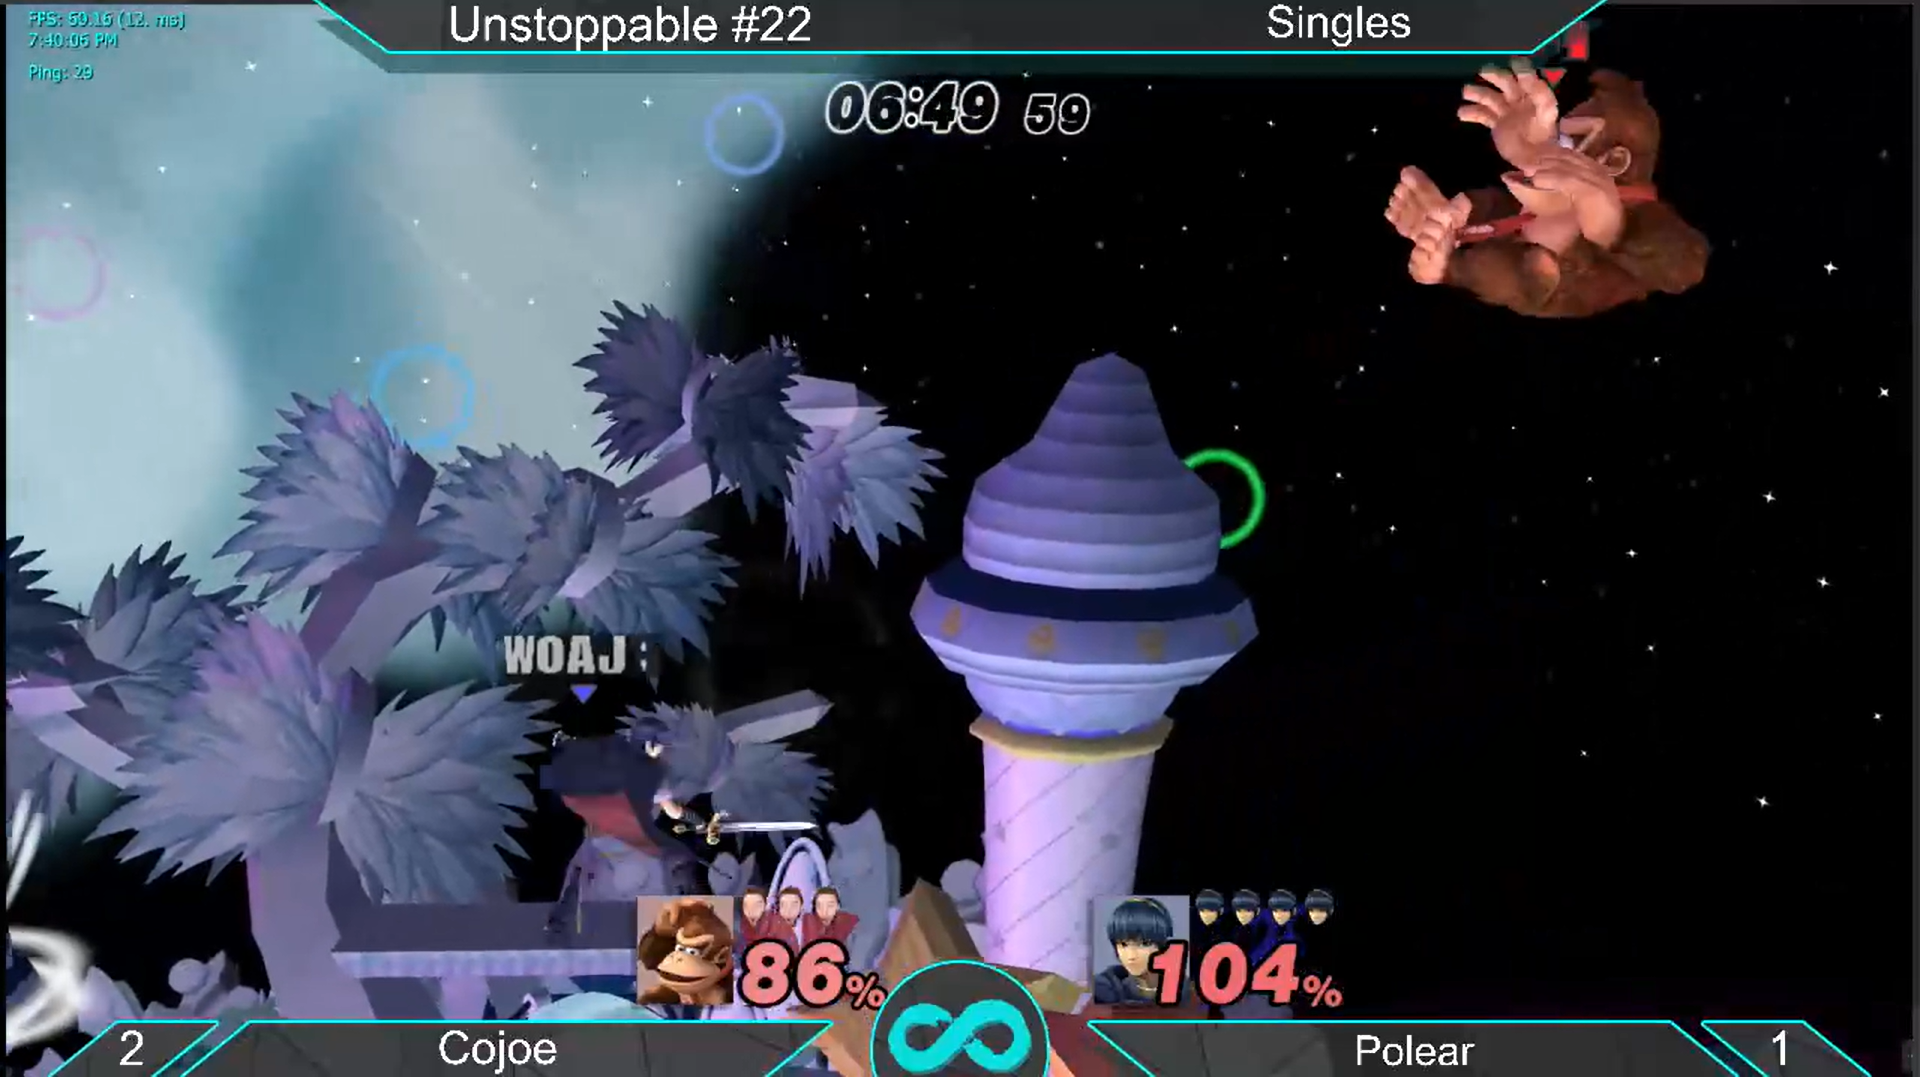 FPS: 59.16 (12. ms)
7:40:06 PM
Ping: 29
Unstoppable #22
Singles
06:49 59
WOAJ :
86%
104%
2
Cojoe
Polear
1